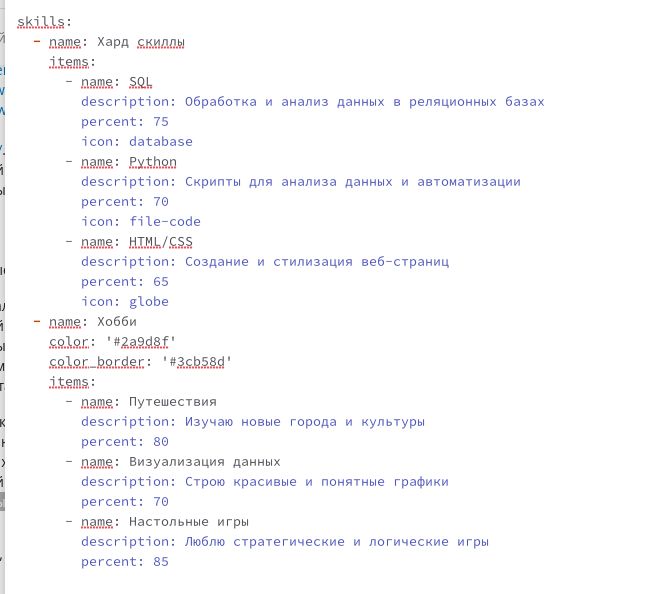 skills:
- name: Хард скиллы
items:
- name: SQL
description: Обработка и анализ данных в реляционных базах
percent: 75
icon: database
- name: Python
description: Скрипты для анализа данных и автоматизации
percent: 70
icon: file-code
- name: HTML/CSS
description: Создание и стилизация веб-страниц
percent: 65
icon: globe
- name: Хобби
color: '#2a9d8f'
color_border: '#3cb58d'
items:
- name: Путешествия
description: Изучаю новые города и культуры
percent: 80
- name: Визуализация данных
description: Строю красивые и понятные графики
percent: 70
- name: Настольные игры
description: Люблю стратегические и логические игры
percent: 85